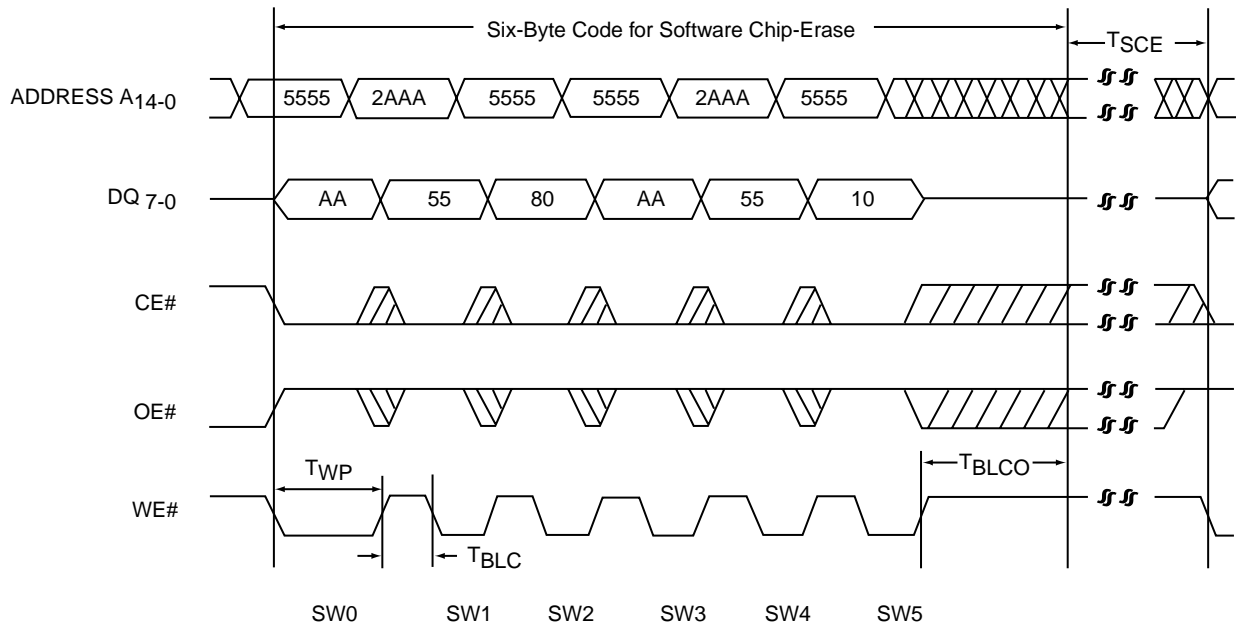 Six-Byte Code for Software Chip-Erase
TSCE
ADDRESS A14-0
5555 2AAA 5555 5555 2AAA 5555
DQ 7-0
AA 55 80 AA 55 10
CE#
OE#
TWP
TBLCO
WE#
TBLC
SW0 SW1 SW2 SW3 SW4 SW5